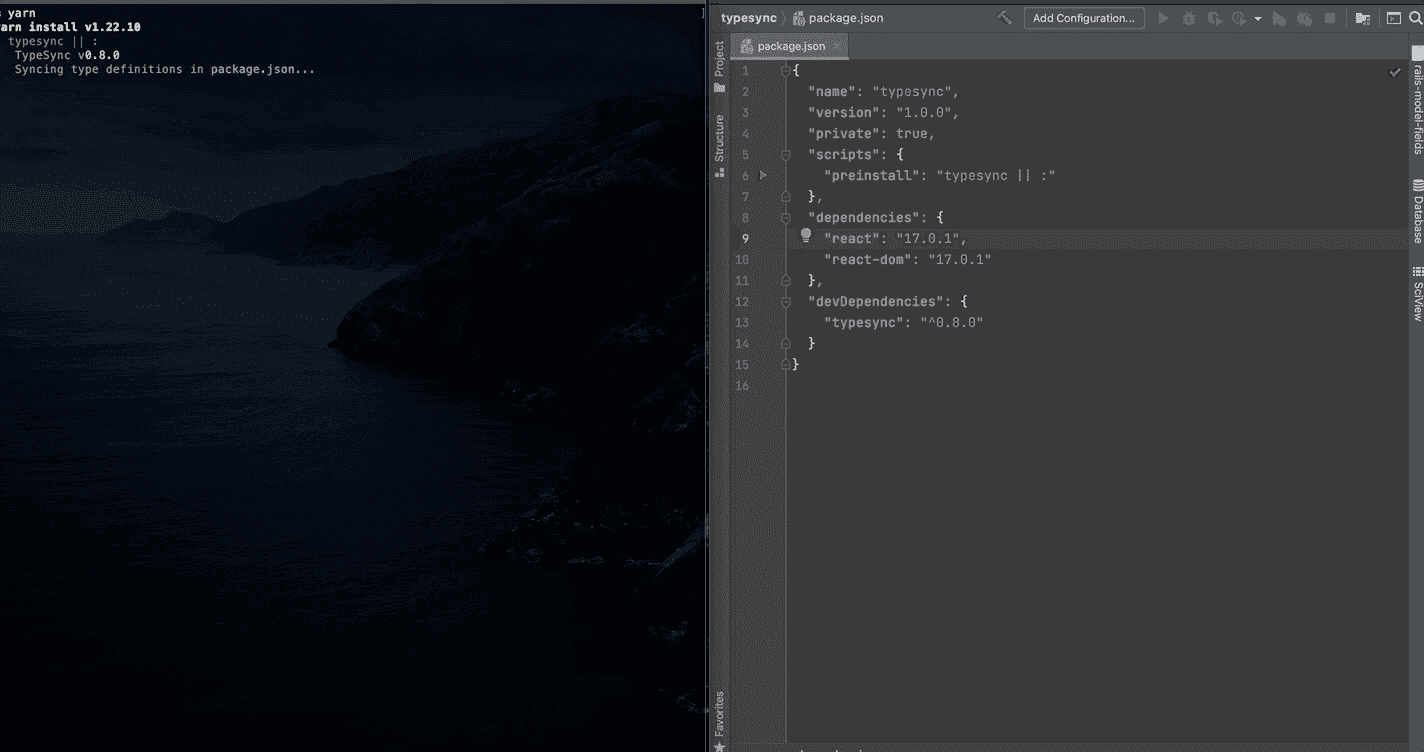 s yarn
arn install v1.22.10
typesync || :
TypeSync v0.8.0
Syncing type definitions in package.json...
typesync
package.json
Add Configuration...
package.json
Project
Structure
Favorites
1 {
2 "name": "typesync",
3 "version": "1.0.0",
4 "private": true,
5 "scripts": {
6 "preinstall": "typesync || :"
7 },
8 "dependencies": {
9 "react": "17.0.1",
10 "react-dom": "17.0.1"
11 },
12 "devDependencies": {
13 "typesync": "^0.8.0"
14 }
15 }
16
rails-model-fields
Database
SciView